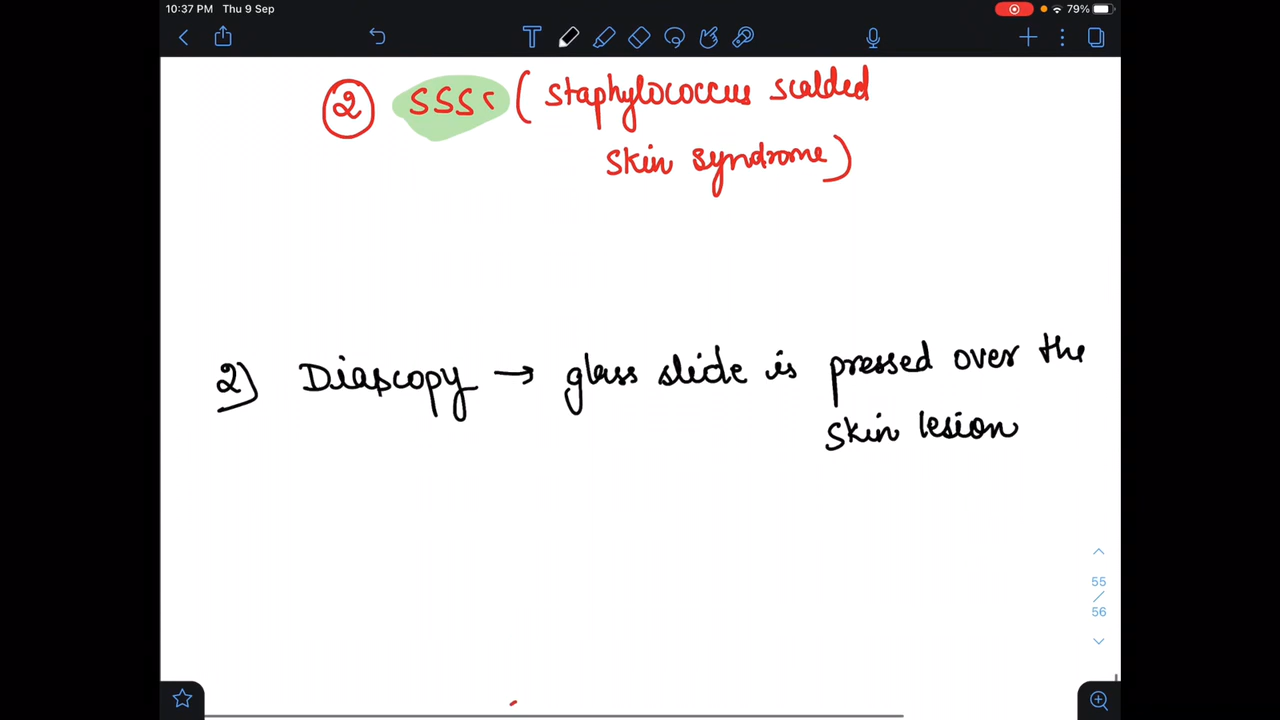 10:37 PM Thu 9 Sep 79%
T
② SSSS (staphylococcus scalded
skin syndrome)
2) Diascopy → glass slide is pressed over the
skin lesion
55
/
56